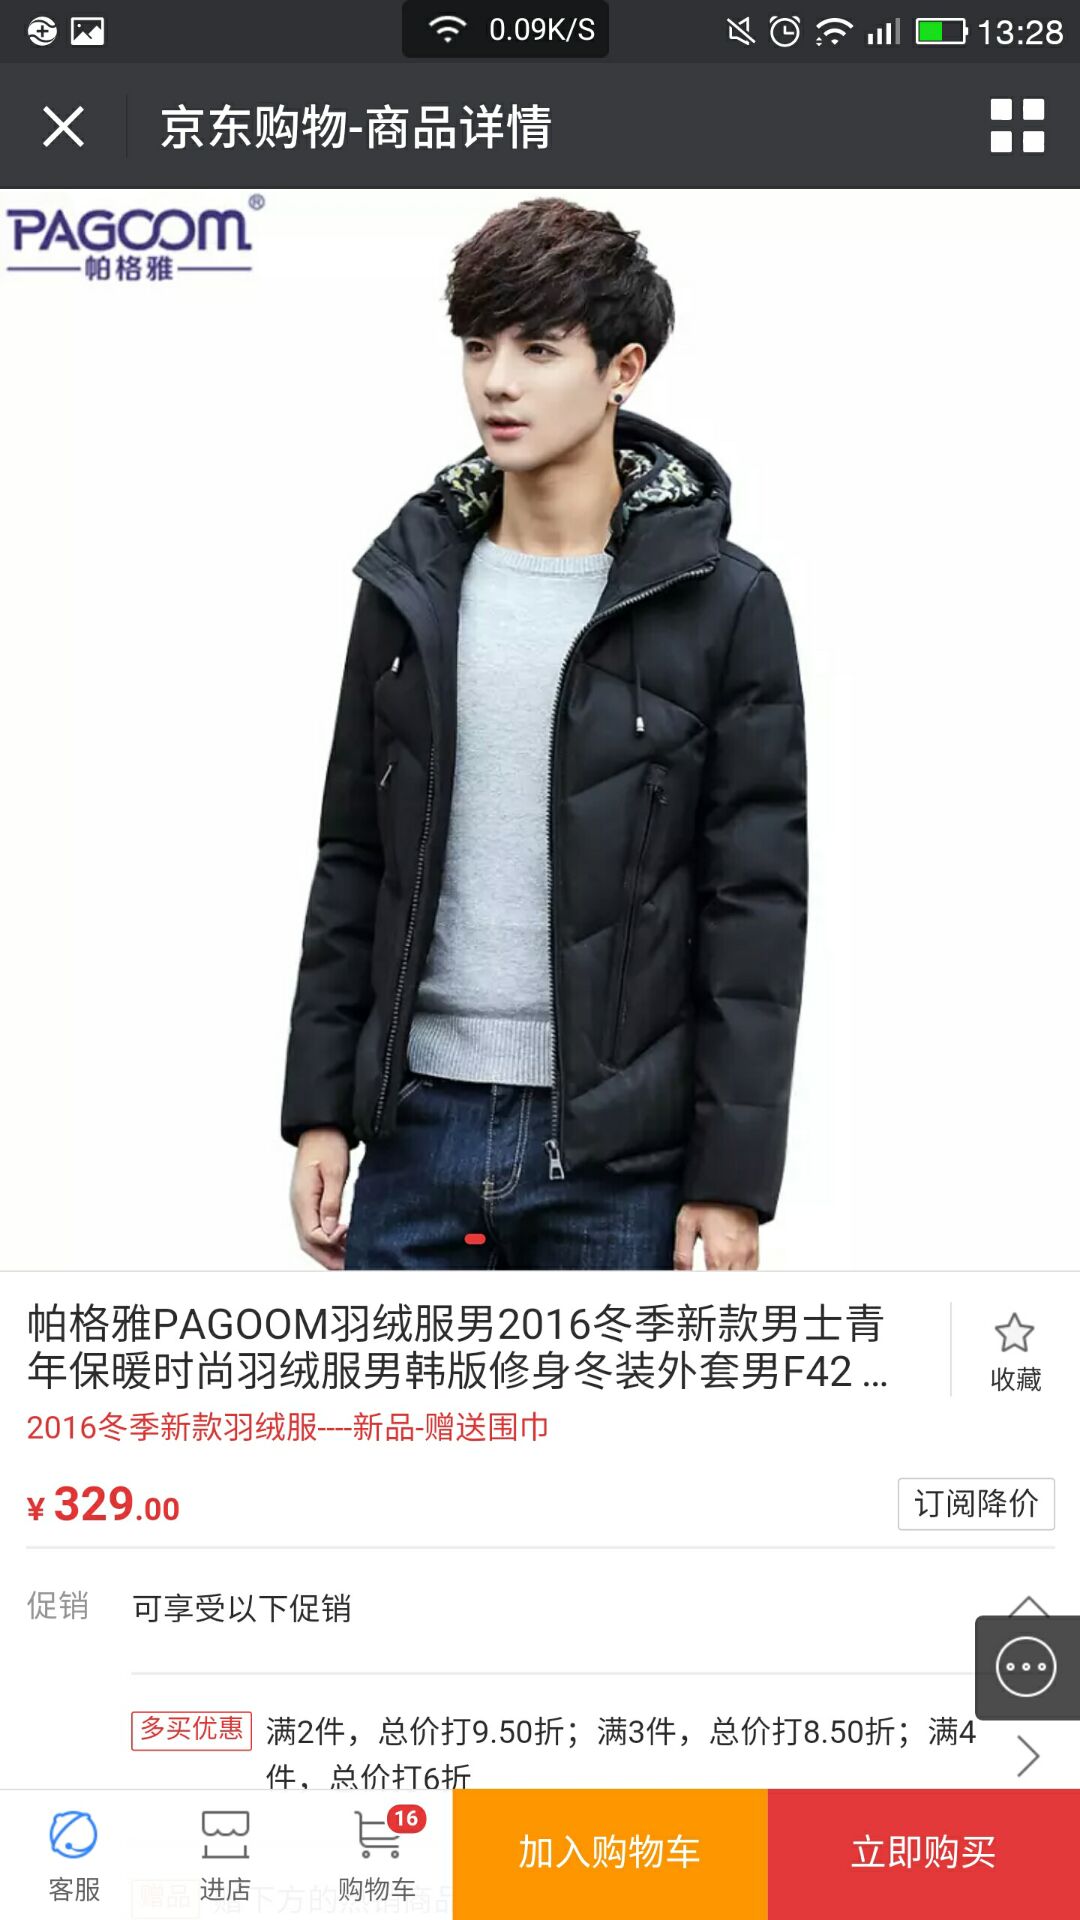 0.09K/S
13:28
京东购物-商品详情
PAGOOM®
帕格雅
帕格雅PAGOOM羽绒服男2016冬季新款男士青
年保暖时尚羽绒服男韩版修身冬装外套男F42 ...
收藏
2016冬季新款羽绒服----新品-赠送围巾
¥ 329.00
订阅降价
促销
可享受以下促销
多买优惠
满2件，总价打9.50折；满3件，总价打8.50折；满4
件，总价打6折
16
客服
进店
购物车
加入购物车
立即购买
赠品